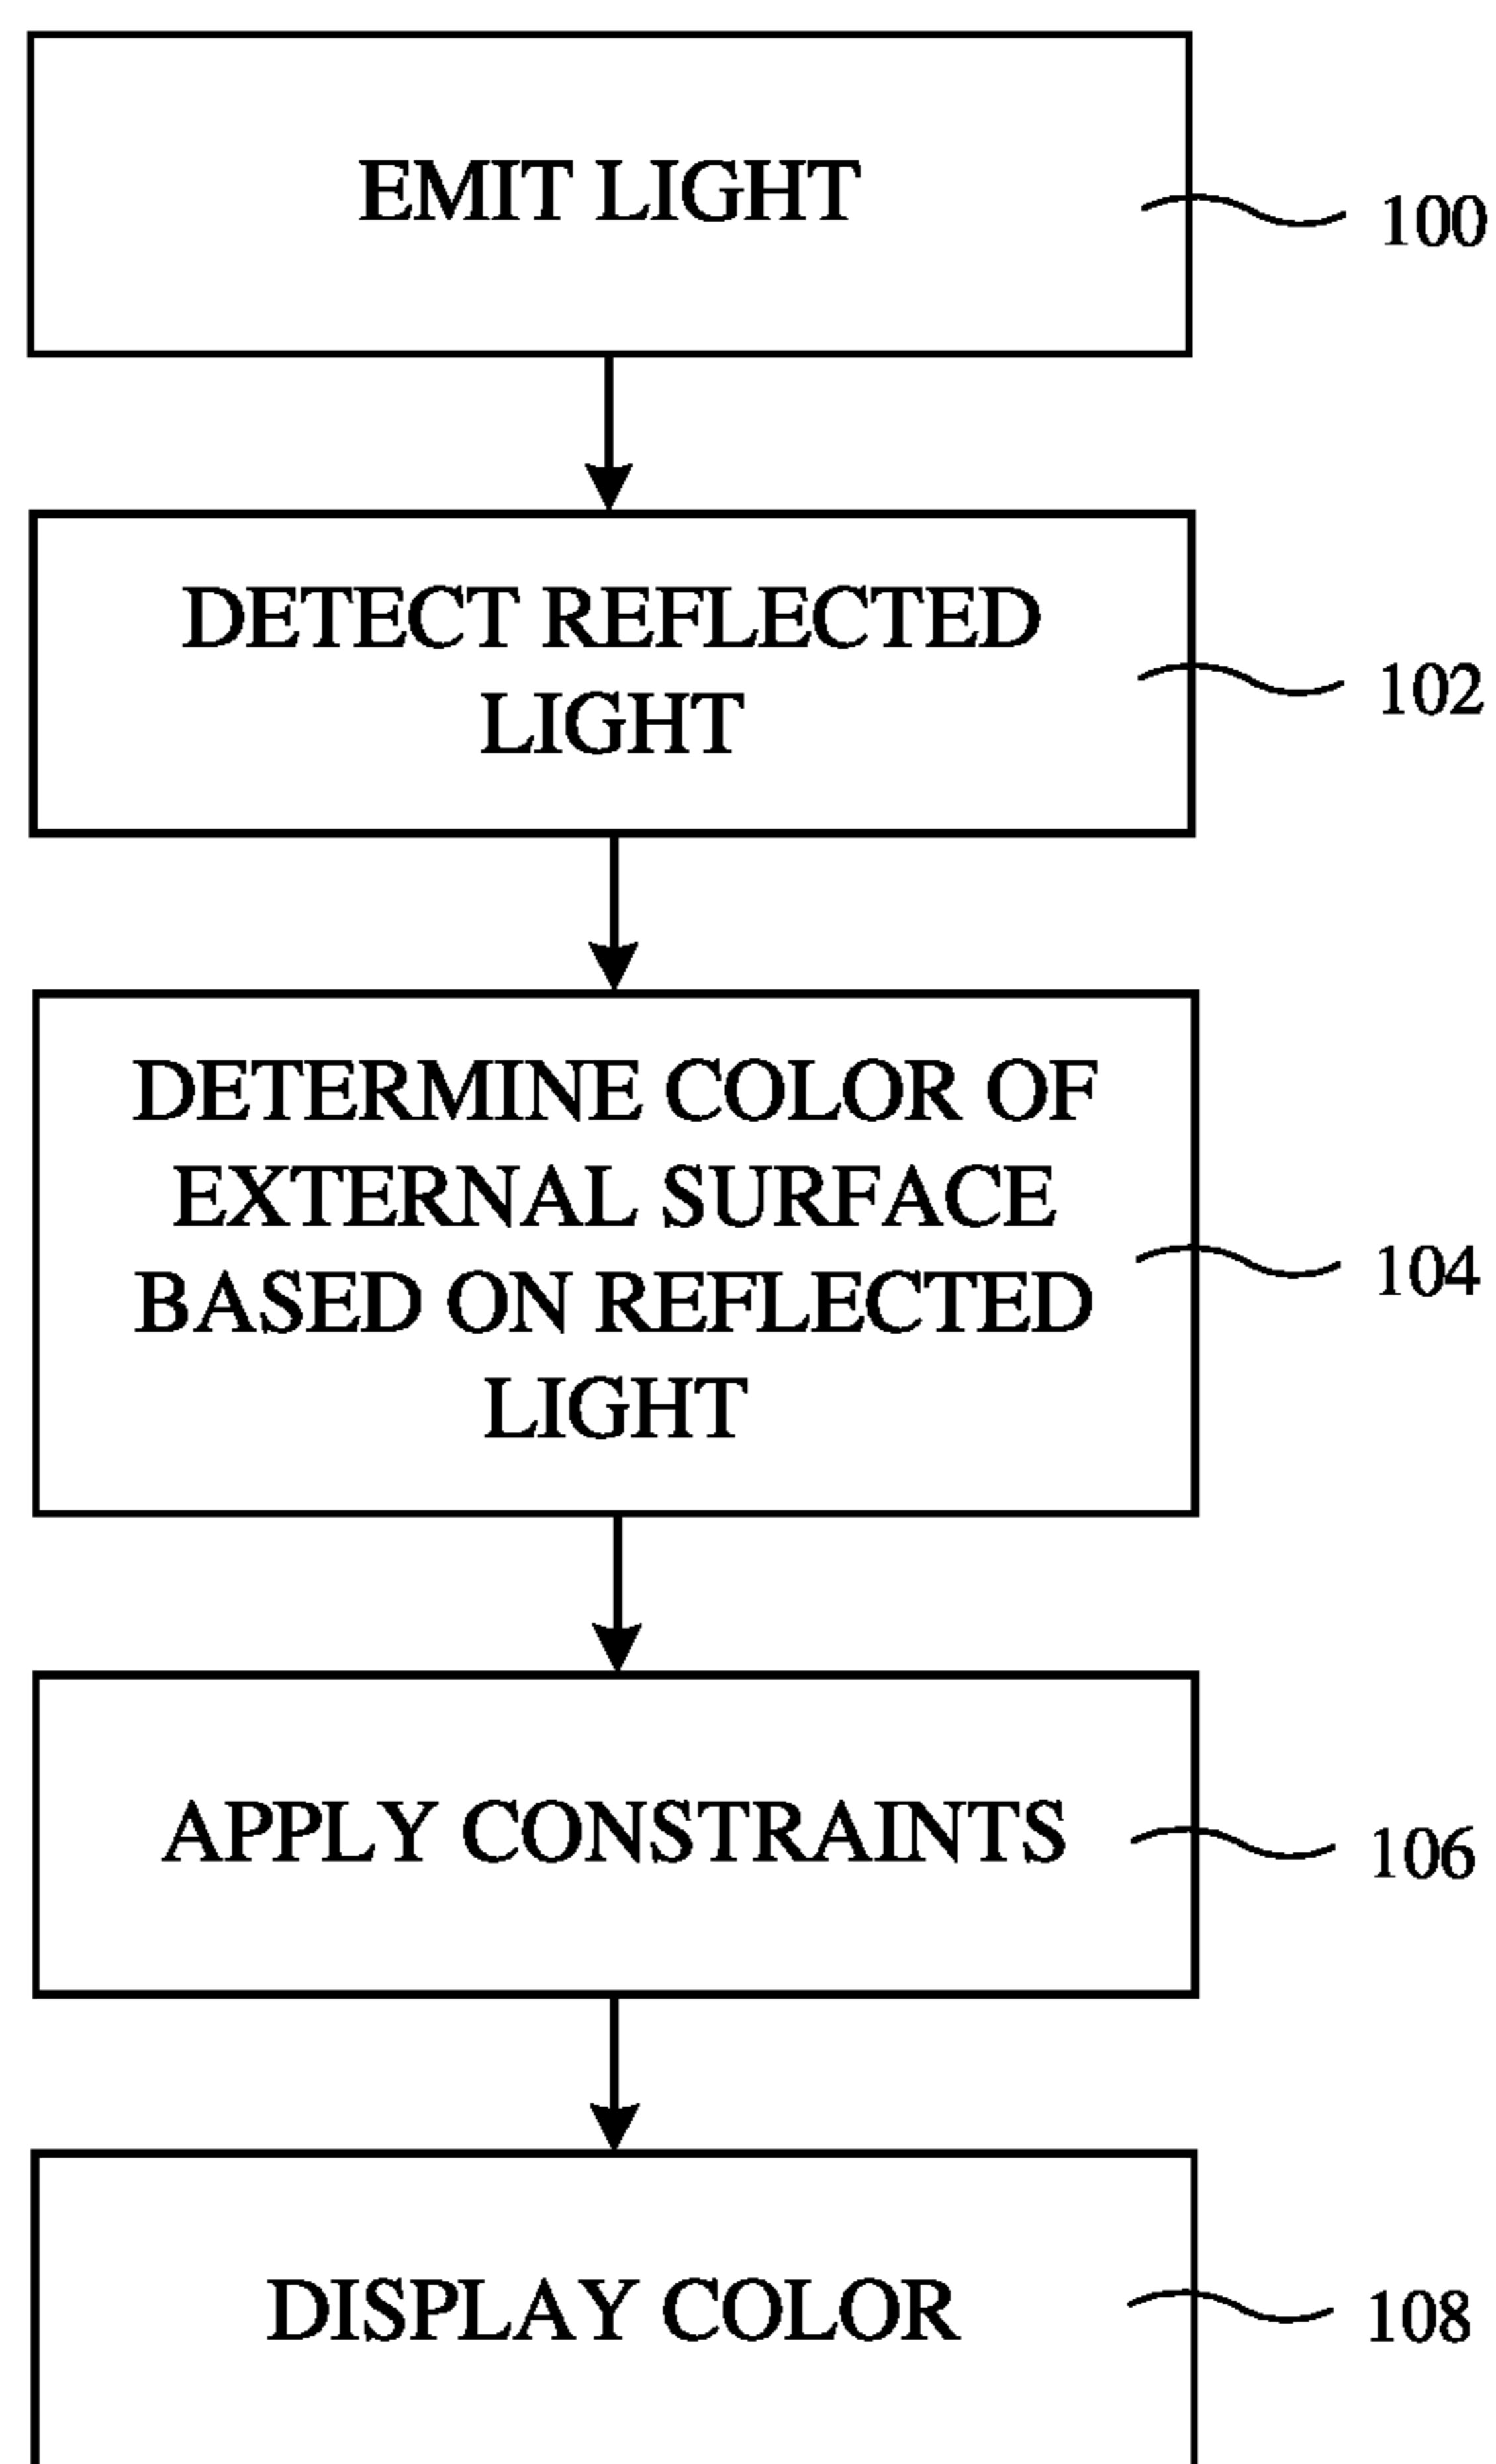 EMIT LIGHT
100
DETECT REFLECTED
LIGHT
102
DETERMINE COLOR OF
EXTERNAL SURFACE
BASED ON REFLECTED
LIGHT
104
APPLY CONSTRAINTS
106
DISPLAY COLOR
108